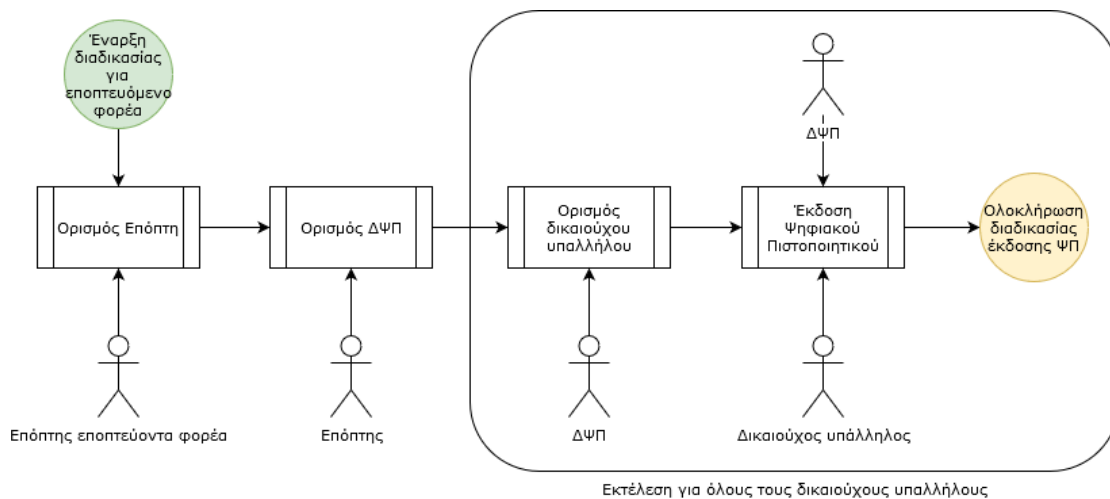 Έναρξη
διαδικασίας
για
εποπτευόμενο
φορέα
ΔΨΠ
Ορισμός Επόπτη
Ορισμός ΔΨΠ
Ορισμός
δικαιούχου
υπαλλήλου
Έκδοση
Ψηφιακού
Πιστοποιητικού
Ολοκλήρωση
διαδικασίας
έκδοσης ΨΠ
Επόπτης εποπτεύοντα φορέα
Επόπτης
ΔΨΠ
Δικαιούχος υπάλληλος
Εκτέλεση για όλους τους δικαιούχους υπαλλήλους